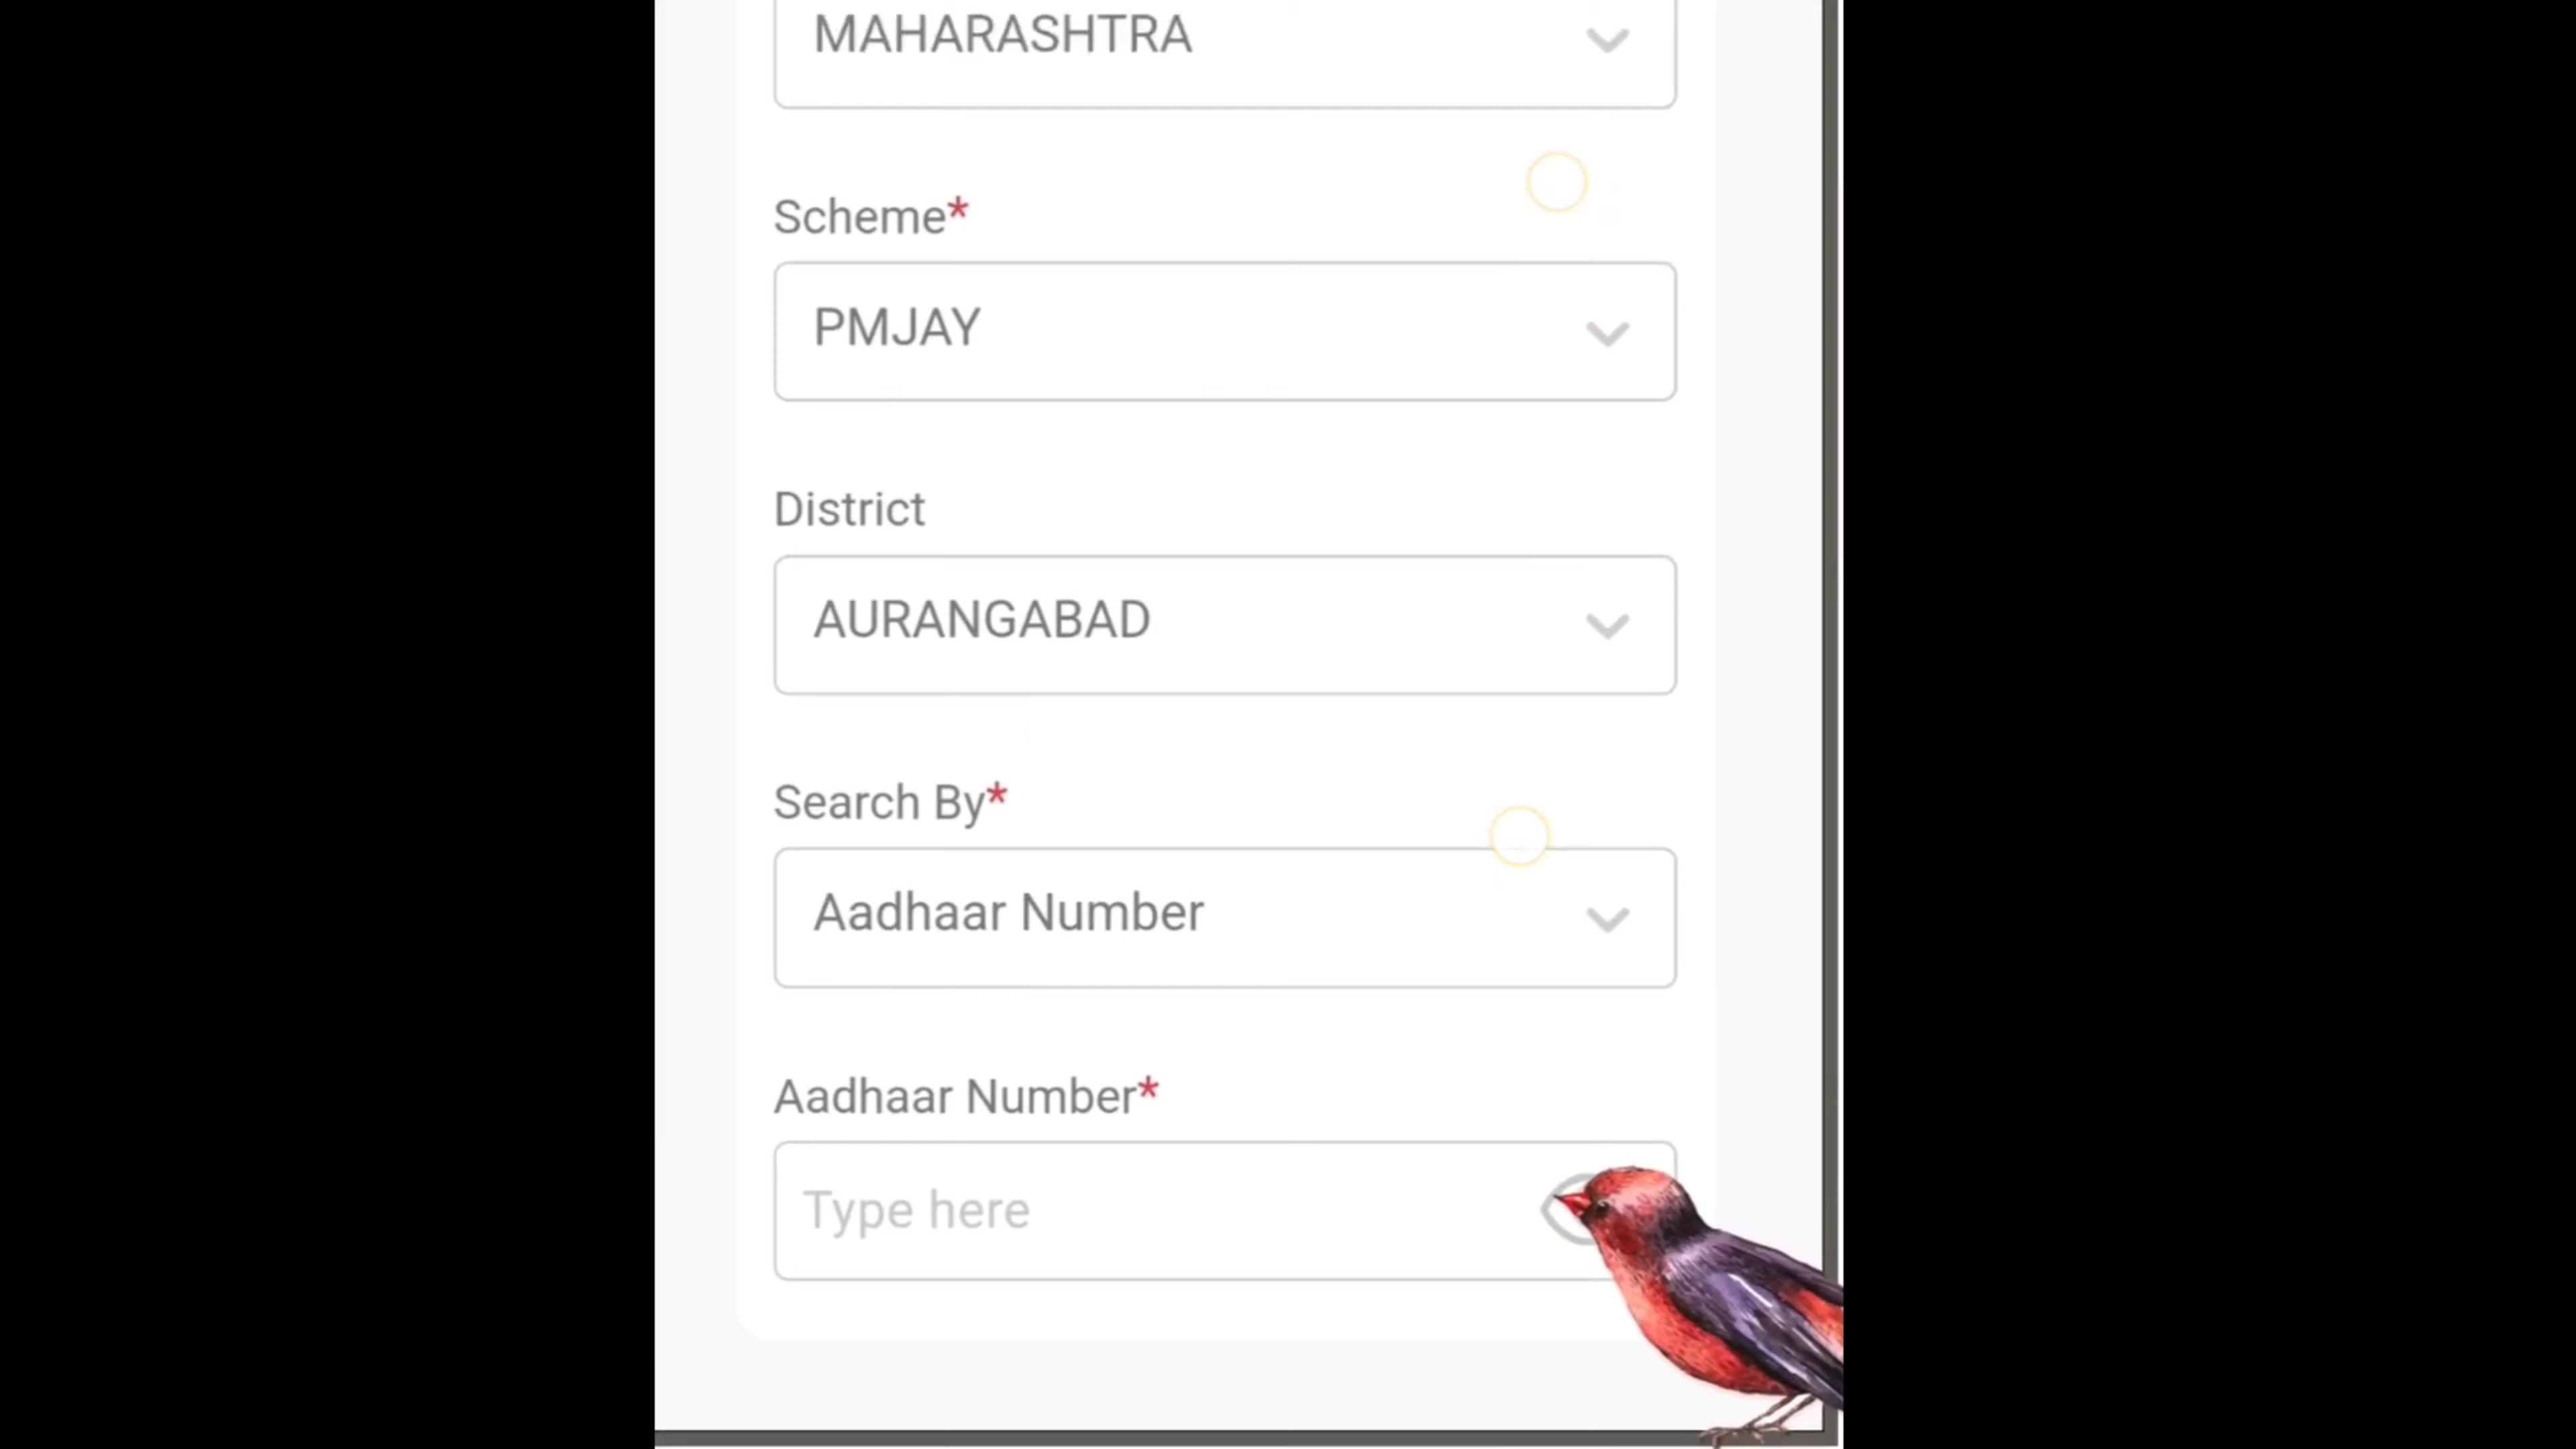 MAHARASHTRA
Scheme*
PMJAY
District
AURANGABAD
Search By*
Aadhaar Number
Aadhaar Number*
Type here